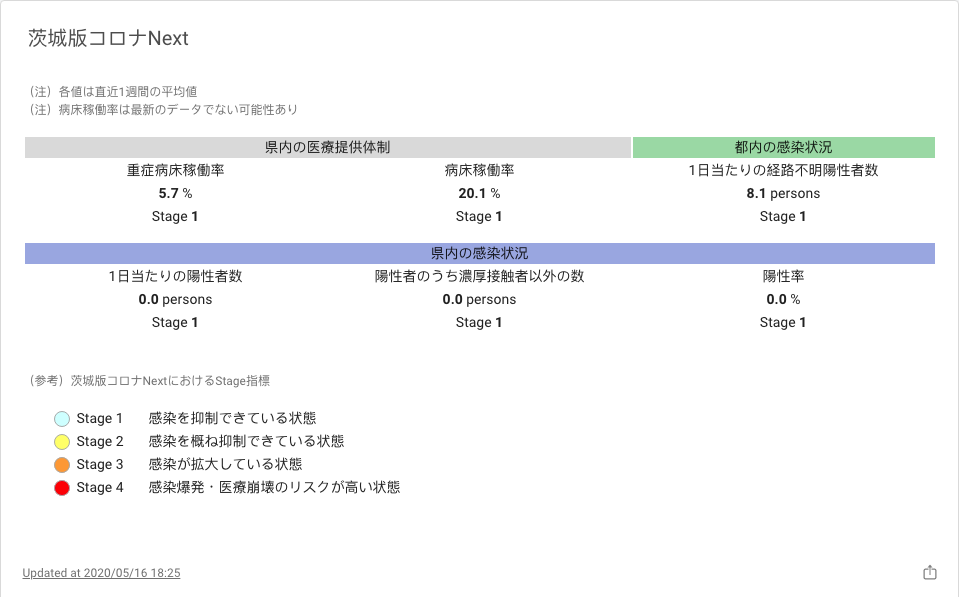 茨城版コロナNext
（注）各値は直近1週間の平均値
（注）病床稼働率は最新のデータでない可能性あり
県内の医療提供体制 都内の感染状況
重症病床稼働率 病床稼働率 1日当たりの経路不明陽性者数
5.7 % 20.1 % 8.1 persons
Stage 1 Stage 1 Stage 1
県内の感染状況
1日当たりの陽性者数 陽性者のうち濃厚接触者以外の数 陽性率
0.0 persons 0.0 persons 0.0 %
Stage 1 Stage 1 Stage 1
（参考）茨城版コロナNextにおけるStage指標
Stage 1 感染を抑制できている状態
Stage 2 感染を概ね抑制できている状態
Stage 3 感染が拡大している状態
Stage 4 感染爆発・医療崩壊のリスクが高い状態
Updated at 2020/05/16 18:25